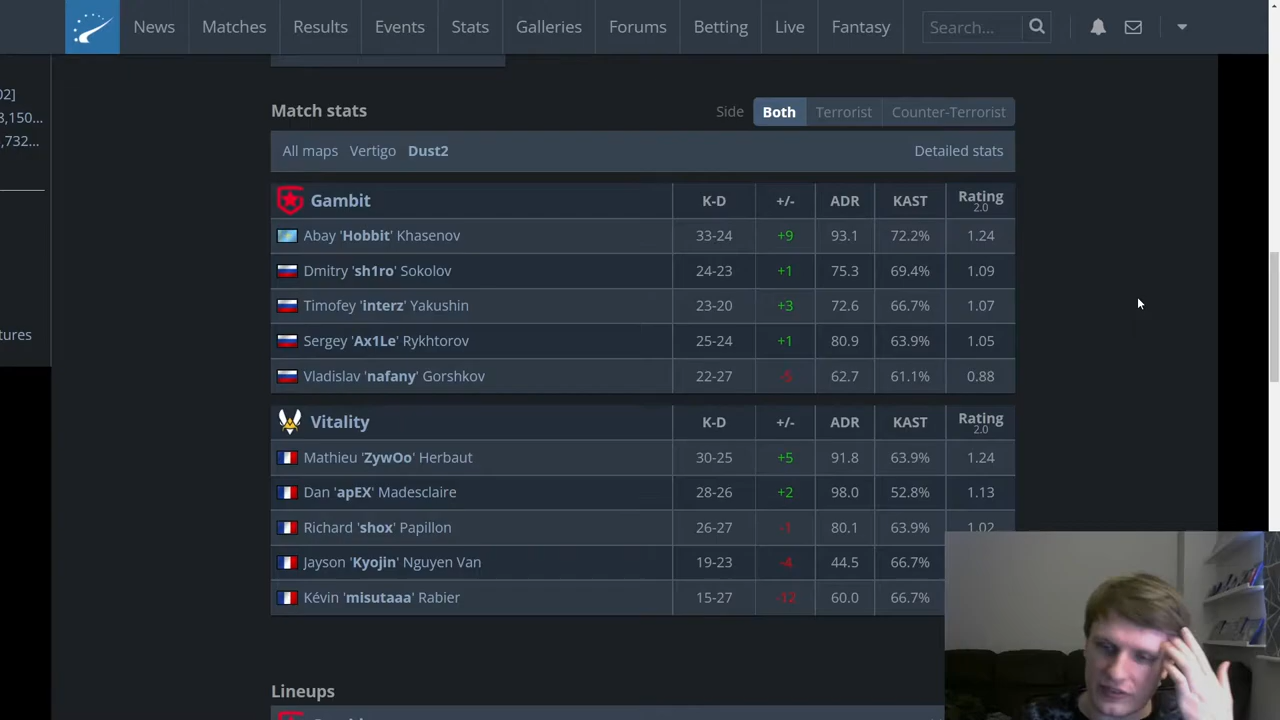 News Matches Results Events Stats Galleries Forums Betting Live Fantasy Search...
02]
8,150...
,732...
tures
Match stats Side Both Terrorist Counter-Terrorist
All maps Vertigo Dust2 Detailed stats
Gambit K-D +/- ADR KAST Rating 2.0
Abay 'Hobbit' Khasenov 33-24 +9 93.1 72.2% 1.24
Dmitry 'sh1ro' Sokolov 24-23 +1 75.3 69.4% 1.09
Timofey 'interz' Yakushin 23-20 +3 72.6 66.7% 1.07
Sergey 'Ax1Le' Rykhtorov 25-24 +1 80.9 63.9% 1.05
Vladislav 'nafany' Gorshkov 22-27 -5 62.7 61.1% 0.88
Vitality K-D +/- ADR KAST Rating 2.0
Mathieu 'ZywOo' Herbaut 30-25 +5 91.8 63.9% 1.24
Dan 'apEX' Madesclaire 28-26 +2 98.0 52.8% 1.13
Richard 'shox' Papillon 26-27 -1 80.1 63.9% 1.02
Jayson 'Kyojin' Nguyen Van 19-23 -4 44.5 66.7%
Kévin 'misutaaa' Rabier 15-27 -12 60.0 66.7%
Lineups